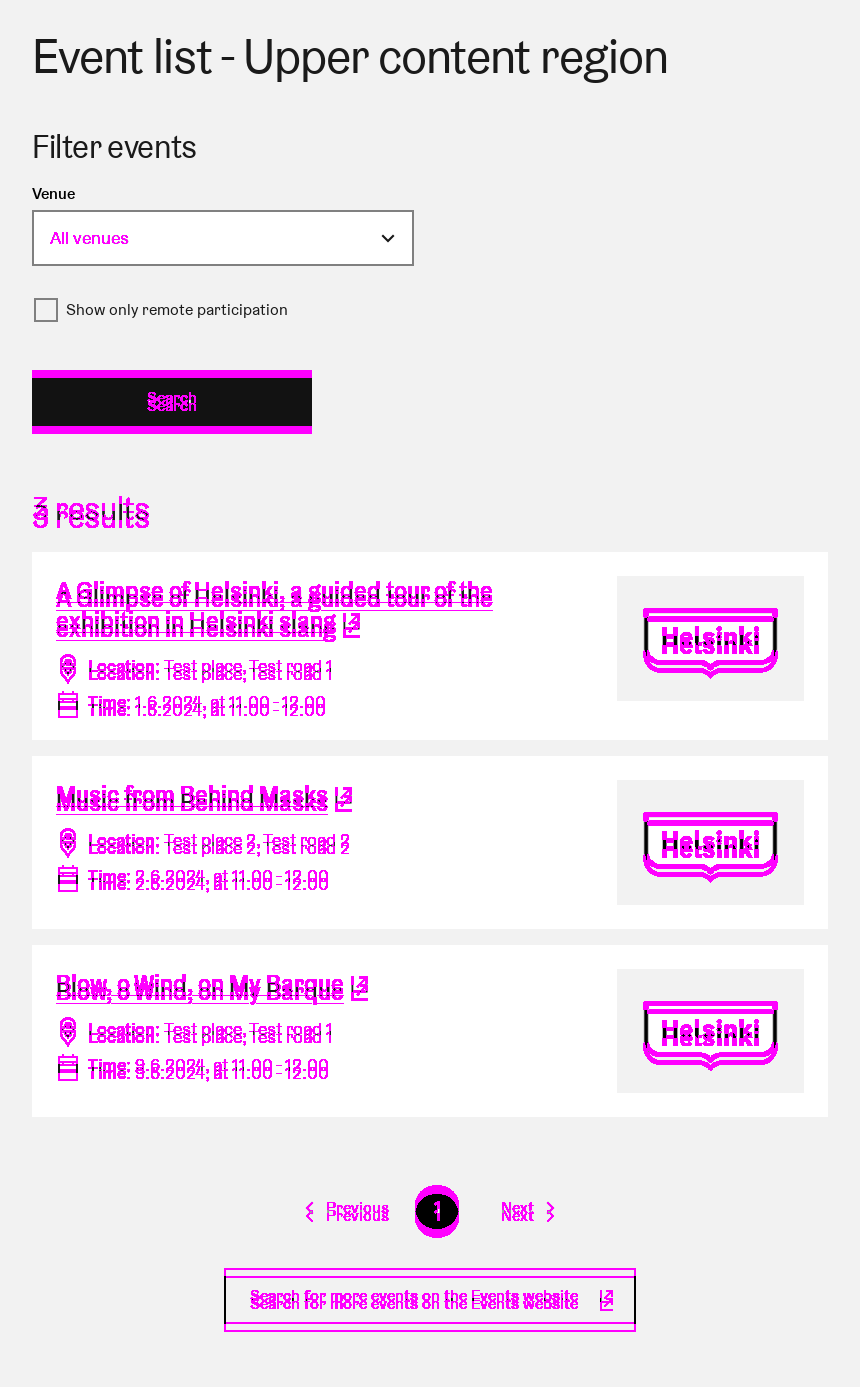 Event list - Upper content region
Filter events
Venue
All venues
Show only remote participation
Search
3 results
A Glimpse of Helsinki, a guided tour of the
exhibition in Helsinki slang
Helsinki
Location: Test place, Test road 1
Time: 1.6.2024, at 11:00 - 12:00
Music from Behind Masks
Helsinki
Location: Test place 2, Test road 2
Time: 2.6.2024, at 11:00 - 12:00
Blow, o Wind, on My Barque
Helsinki
Location: Test place, Test road 1
Time: 3.6.2024, at 11:00 - 12:00
Previous 1 Next
Search for more events on the Events website